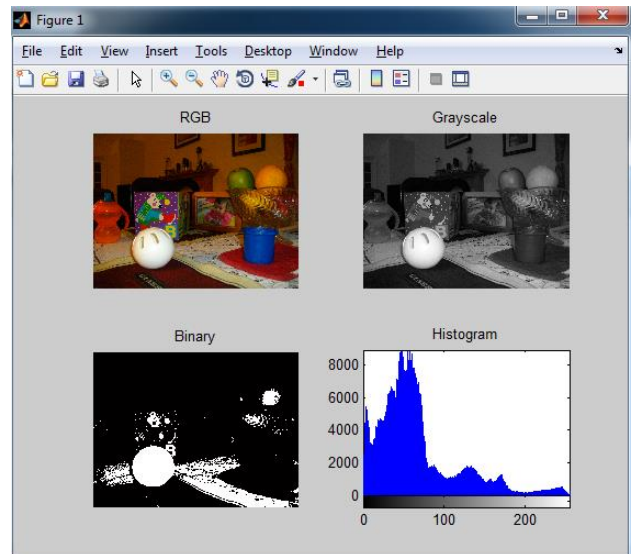 Figure 1
File Edit View Insert Tools Desktop Window Help
RGB
Grayscale
Binary
Histogram
8000
6000
4000
2000
0
0 100 200